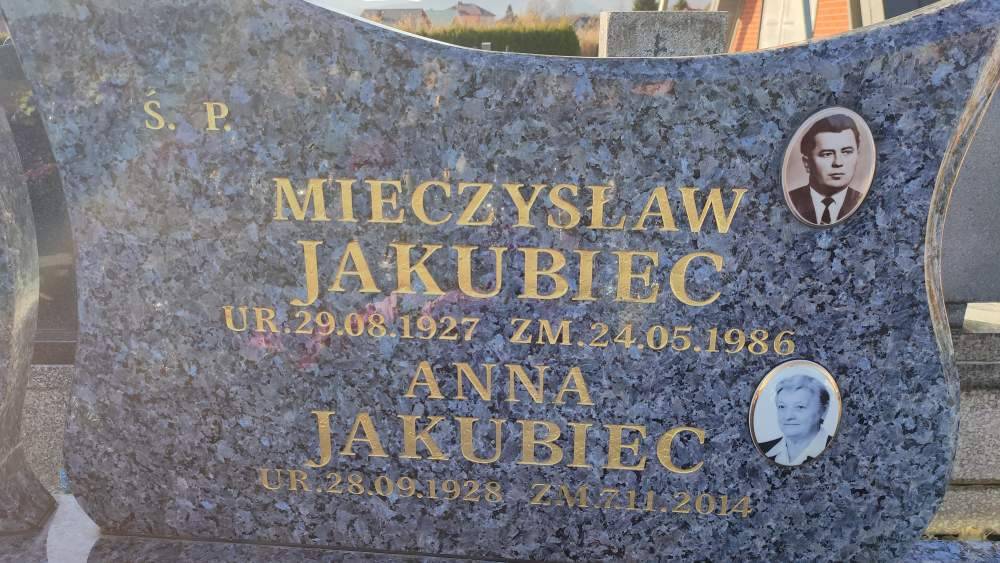 Ś. P.
MIECZYSŁAW
JAKUBIEC
UR.29.08.1927 ZM.24.05.1986
ANNA
JAKUBIEC
UR.28.09.1928 ZM.7.11.2014